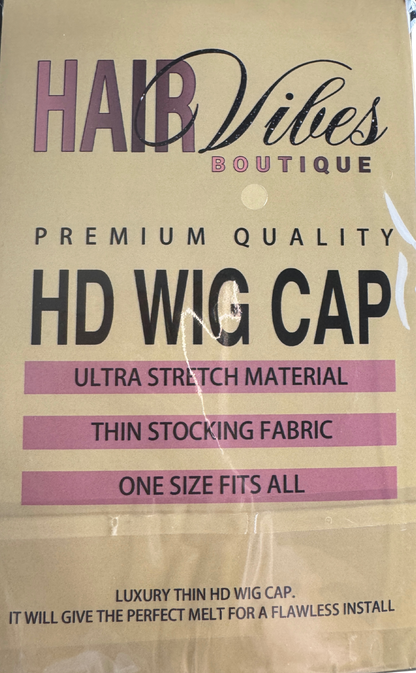 HAIR Vibes
BOUTIQUE
PREMIUM QUALITY
HD WIG CAP
ULTRA STRETCH MATERIAL
THIN STOCKING FABRIC
ONE SIZE FITS ALL
LUXURY THIN HD WIG CAP.
IT WILL GIVE THE PERFECT MELT FOR A FLAWLESS INSTALL